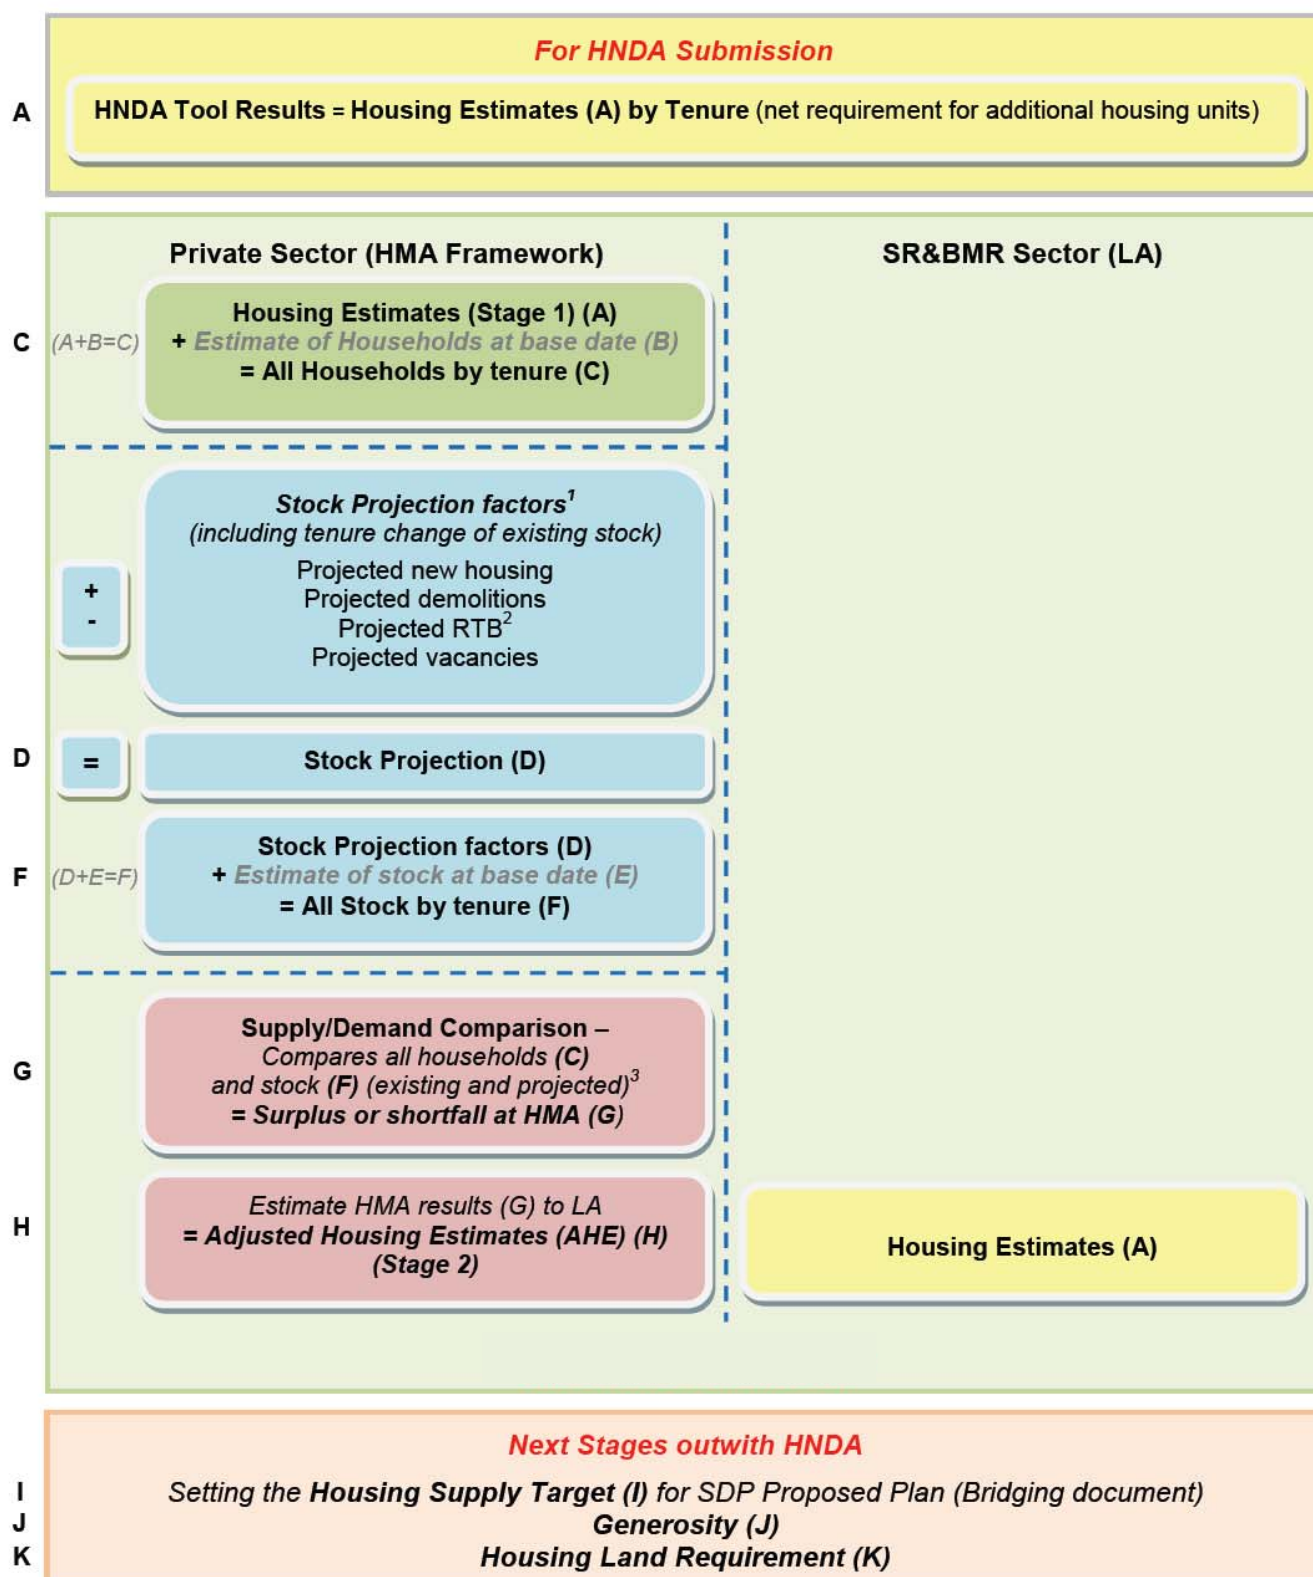 For HNDA Submission
A
HNDA Tool Results = Housing Estimates (A) by Tenure (net requirement for additional housing units)
Private Sector (HMA Framework)
SR&BMR Sector (LA)
C
(A+B=C)
Housing Estimates (Stage 1) (A)
+ Estimate of Households at base date (B)
= All Households by tenure (C)
+
-
Stock Projection factors¹
(including tenure change of existing stock)
Projected new housing
Projected demolitions
Projected RTB²
Projected vacancies
D
=
Stock Projection (D)
F
(D+E=F)
Stock Projection factors (D)
+ Estimate of stock at base date (E)
= All Stock by tenure (F)
G
Supply/Demand Comparison –
Compares all households (C)
and stock (F) (existing and projected)³
= Surplus or shortfall at HMA (G)
H
Estimate HMA results (G) to LA
= Adjusted Housing Estimates (AHE) (H)
(Stage 2)
Housing Estimates (A)
Next Stages outwith HNDA
I
Setting the Housing Supply Target (I) for SDP Proposed Plan (Bridging document)
J
Generosity (J)
K
Housing Land Requirement (K)